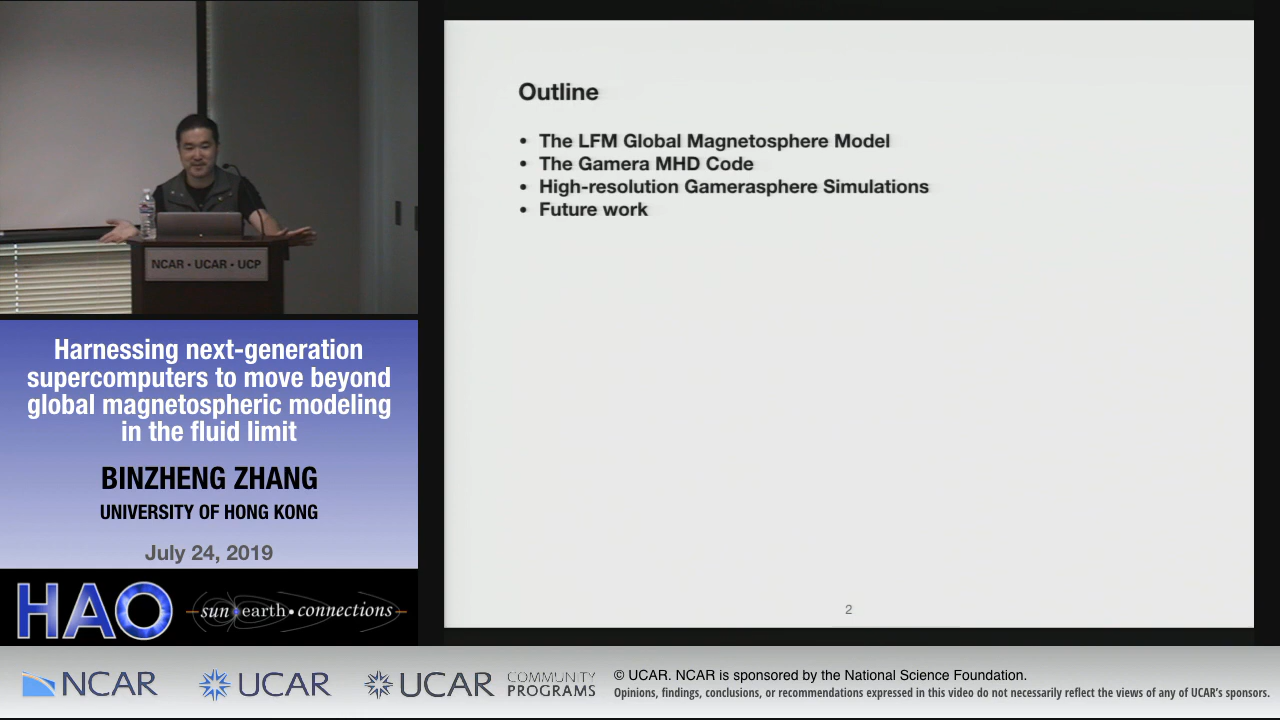 Outline
• The LFM Global Magnetosphere Model
• The Gamera MHD Code
• High-resolution Gamerasphere Simulations
• Future work
2
NCAR • UCAR • UCP
Harnessing next-generation
supercomputers to move beyond
global magnetospheric modeling
in the fluid limit
BINZHENG ZHANG
UNIVERSITY OF HONG KONG
July 24, 2019
HAO
sun•earth•connections
NCAR
UCAR
UCAR COMMUNITY PROGRAMS
© UCAR. NCAR is sponsored by the National Science Foundation.
Opinions, findings, conclusions, or recommendations expressed in this video do not necessarily reflect the views of any of UCAR's sponsors.